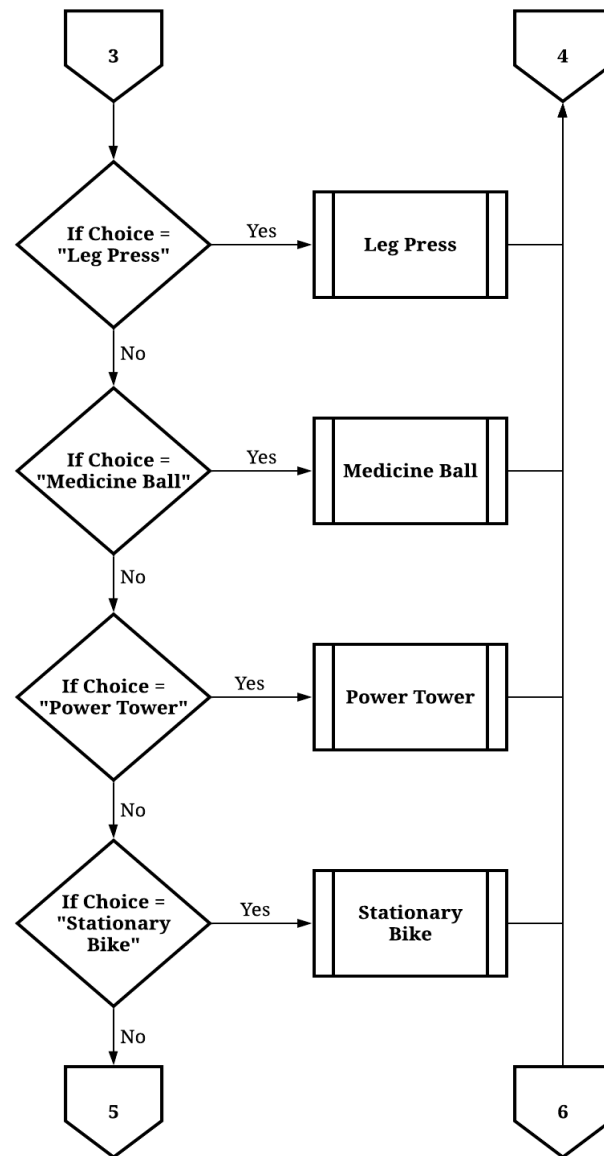 3
4
If Choice =
"Leg Press"
Yes
Leg Press
No
If Choice =
"Medicine Ball"
Yes
Medicine Ball
No
If Choice =
"Power Tower"
Yes
Power Tower
No
If Choice =
"Stationary
Bike"
Yes
Stationary
Bike
No
5
6